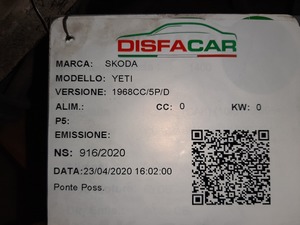 DISFACAR
MARCA: SKODA
MODELLO: YETI
VERSIONE: 1968CC/5P/D
ALIM.: CC: 0 KW: 0
P5:
EMISSIONE:
NS: 916/2020
DATA:23/04/2020 16:02:00
Ponte Poss.